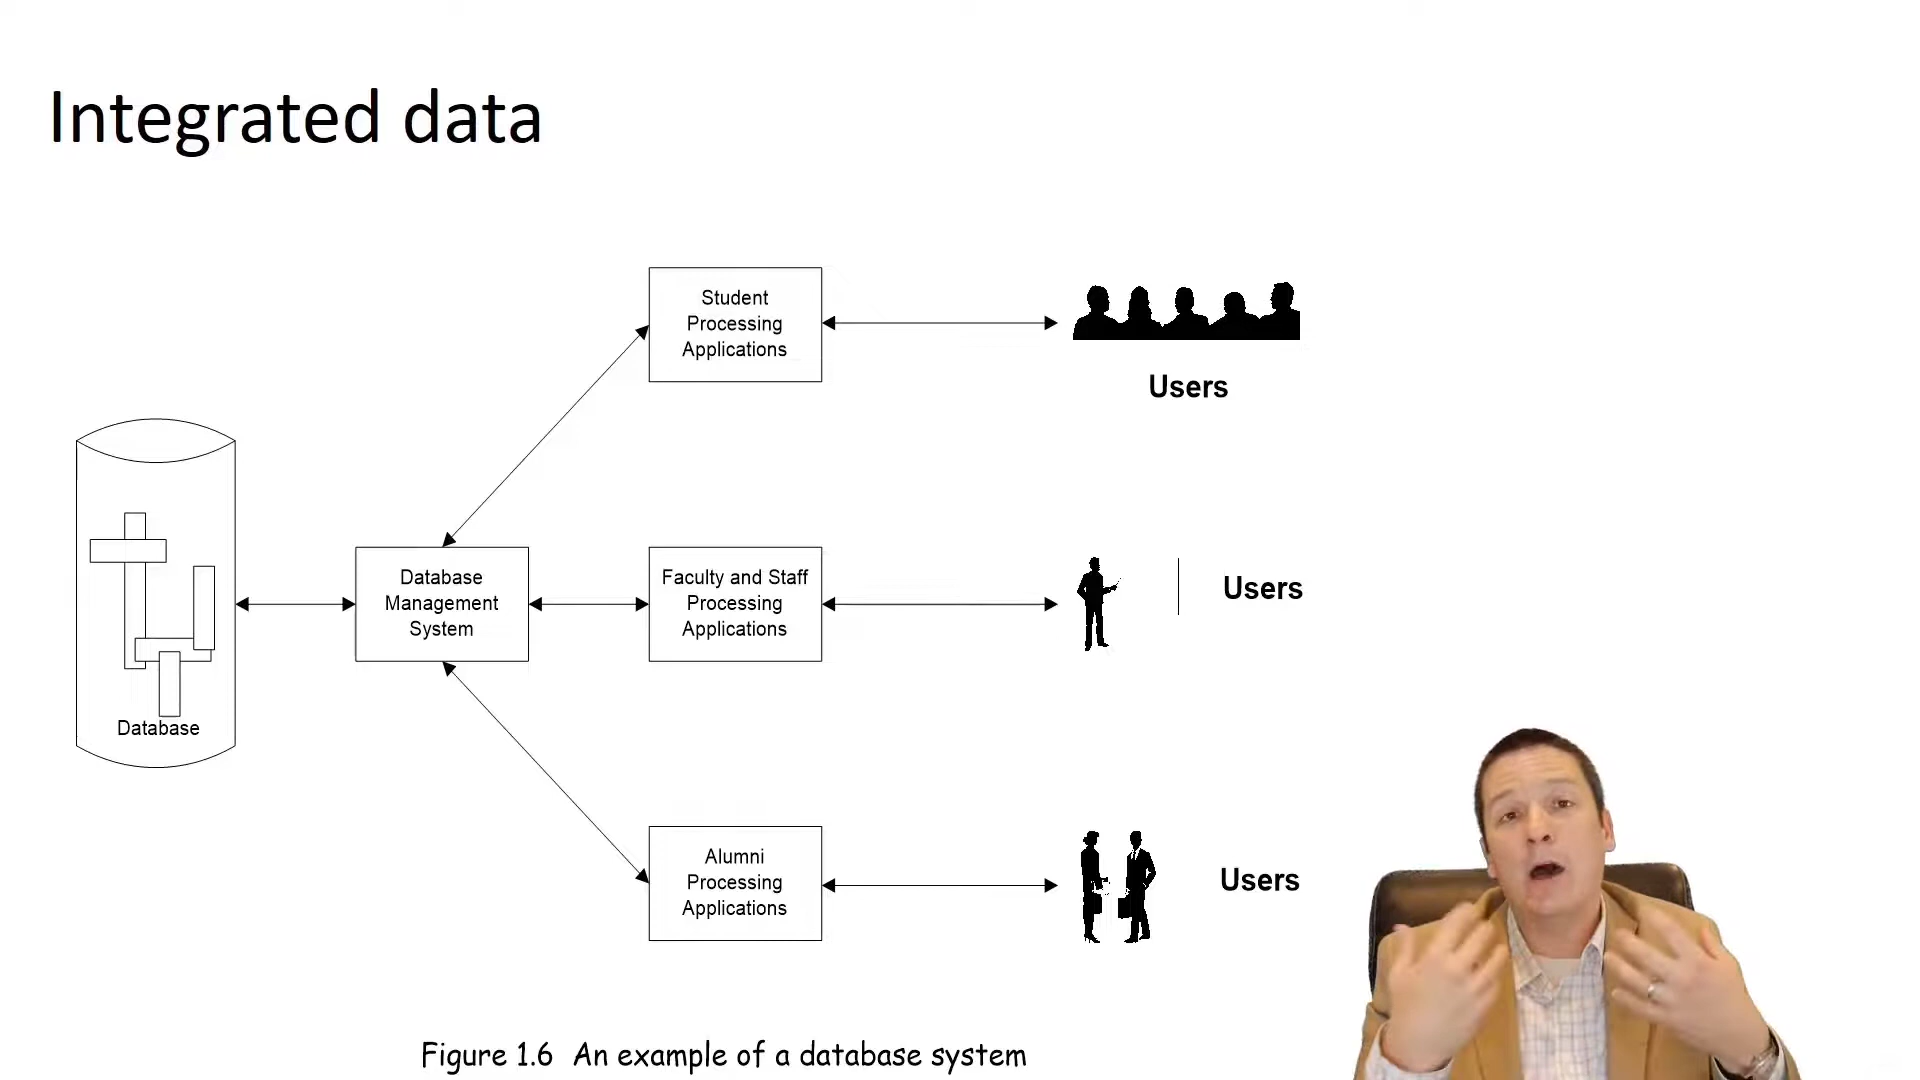 Integrated data
Student
Processing
Applications
Users
Database
Management
System
Faculty and Staff
Processing
Applications
Users
Database
Alumni
Processing
Applications
Users
Figure 1.6 An example of a database system